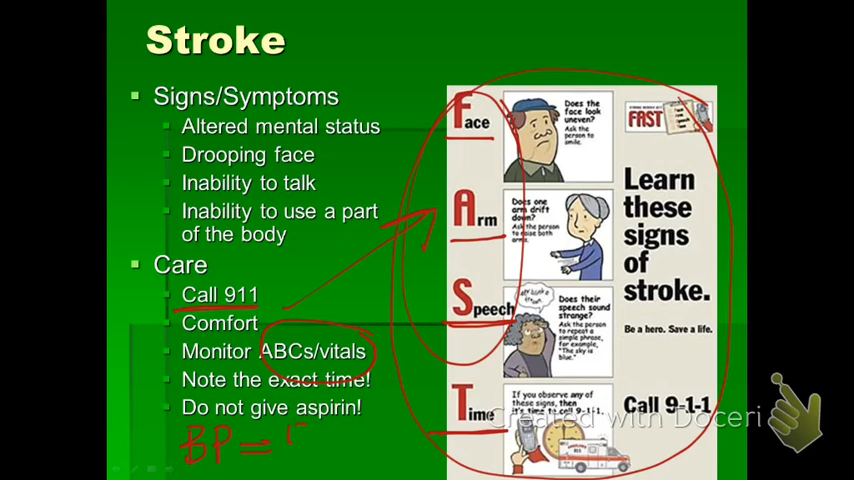 Stroke
Signs/Symptoms
Altered mental status
Drooping face
Inability to talk
Inability to use a part
of the body
Care
Call 911
Comfort
Monitor ABCs/vitals
Note the exact time!
Do not give aspirin!
BP =
Face
Does the
face look
uneven?
Ask the
person to
smile.
Arm
Does one
arm drift
down?
Ask the person
to raise both
arms.
Speech
Does their
speech sound
strange?
Ask the person
to repeat a
simple phrase,
for example,
"The sky is
blue."
Time
If you observe any of
these signs, then
it's time to call 9-1-1.
FAST
Learn
these
signs
of
stroke.
Be a hero. Save a life.
Call 9-1-1
Created with Doceri